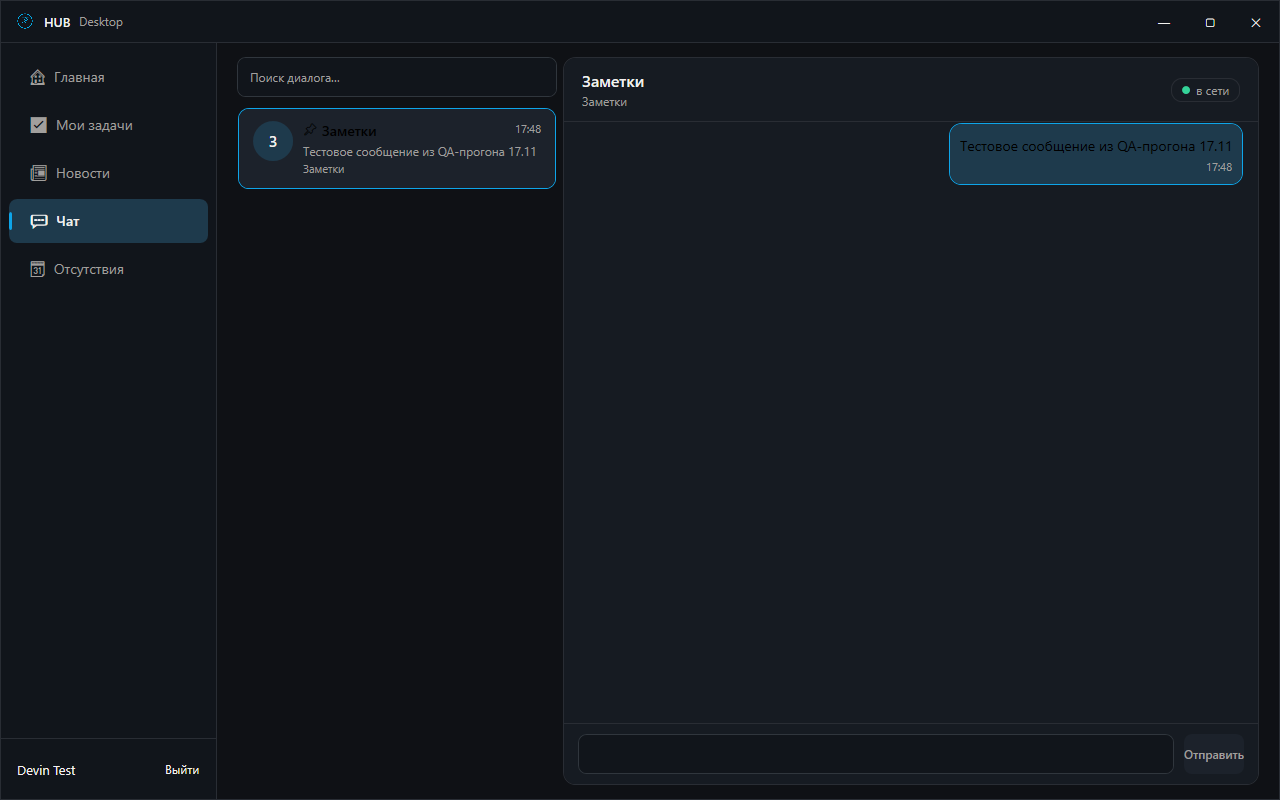 HUB Desktop
Главная
Мои задачи
Новости
Чат
31 Отсутствия
Devin Test Выйти
Поиск диалога...
З Заметки 17:48
Тестовое сообщение из QA-прогона 17.11
Заметки
Заметки
Заметки
в сети
Тестовое сообщение из QA-прогона 17.11
17:48
Отправить